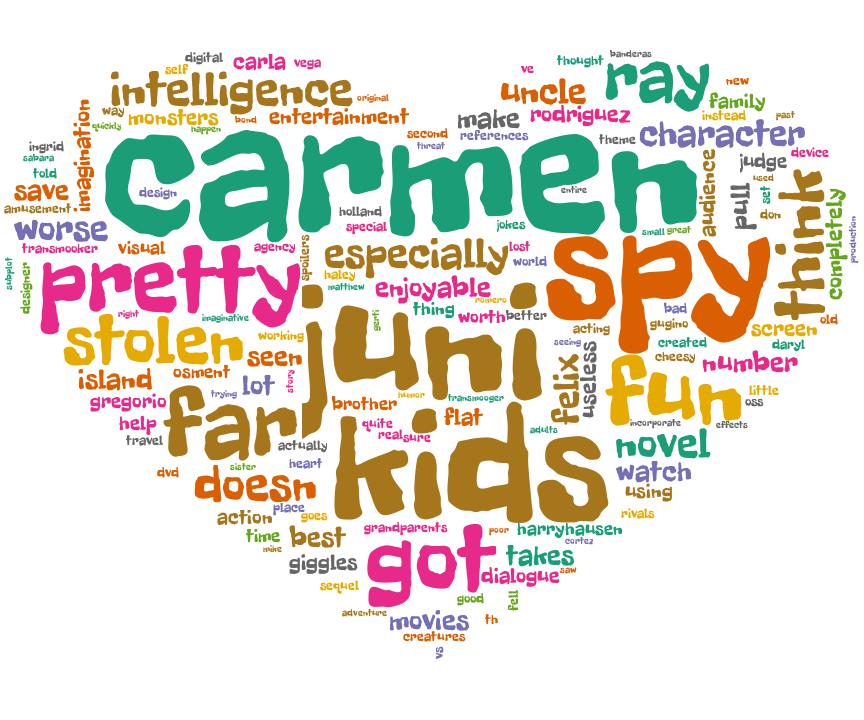 digital
carla
vega
self
intelligence
original
way
monsters
bond
entertainment
quickly
happen
imagination
ve
thought
banderas
ray
new
uncle
family
make
rodriguez
instead
past
second
references
theme
character
threat
judge
device
ingrid
sabara
told
save
amusement
worse
transmooker
visual
carmen
design
entire
holland
special
jokes
small
great
audience
pull
used
set
don
think
completely
production
agency
spoilers
especially
lost
world
haley
matthew
enjoyable
romero
spy
subplot
designer
pretty
right
imaginative
juni
gerti
thing
worth
better
bad
gugino
acting
created
cheesy
screen
old
daryl
stolen
working
seen
story
osment
island
gregorio
trying
lot
help
travel
far
actually
brother
humor
transmooger
quite
realsure
flat
adults
seeing
felix
useless
fun
number
little
oss
incorporate
effects
kids
novel
watch
using
rivals
dvd
sister
heart
doesn
place
goes
action
time
mike
best
giggles
grandparents
poor
harryhausen
cortez
got
takes
dialogue
saw
sequel
good
fell
adventure
movies
th
creatures
vs